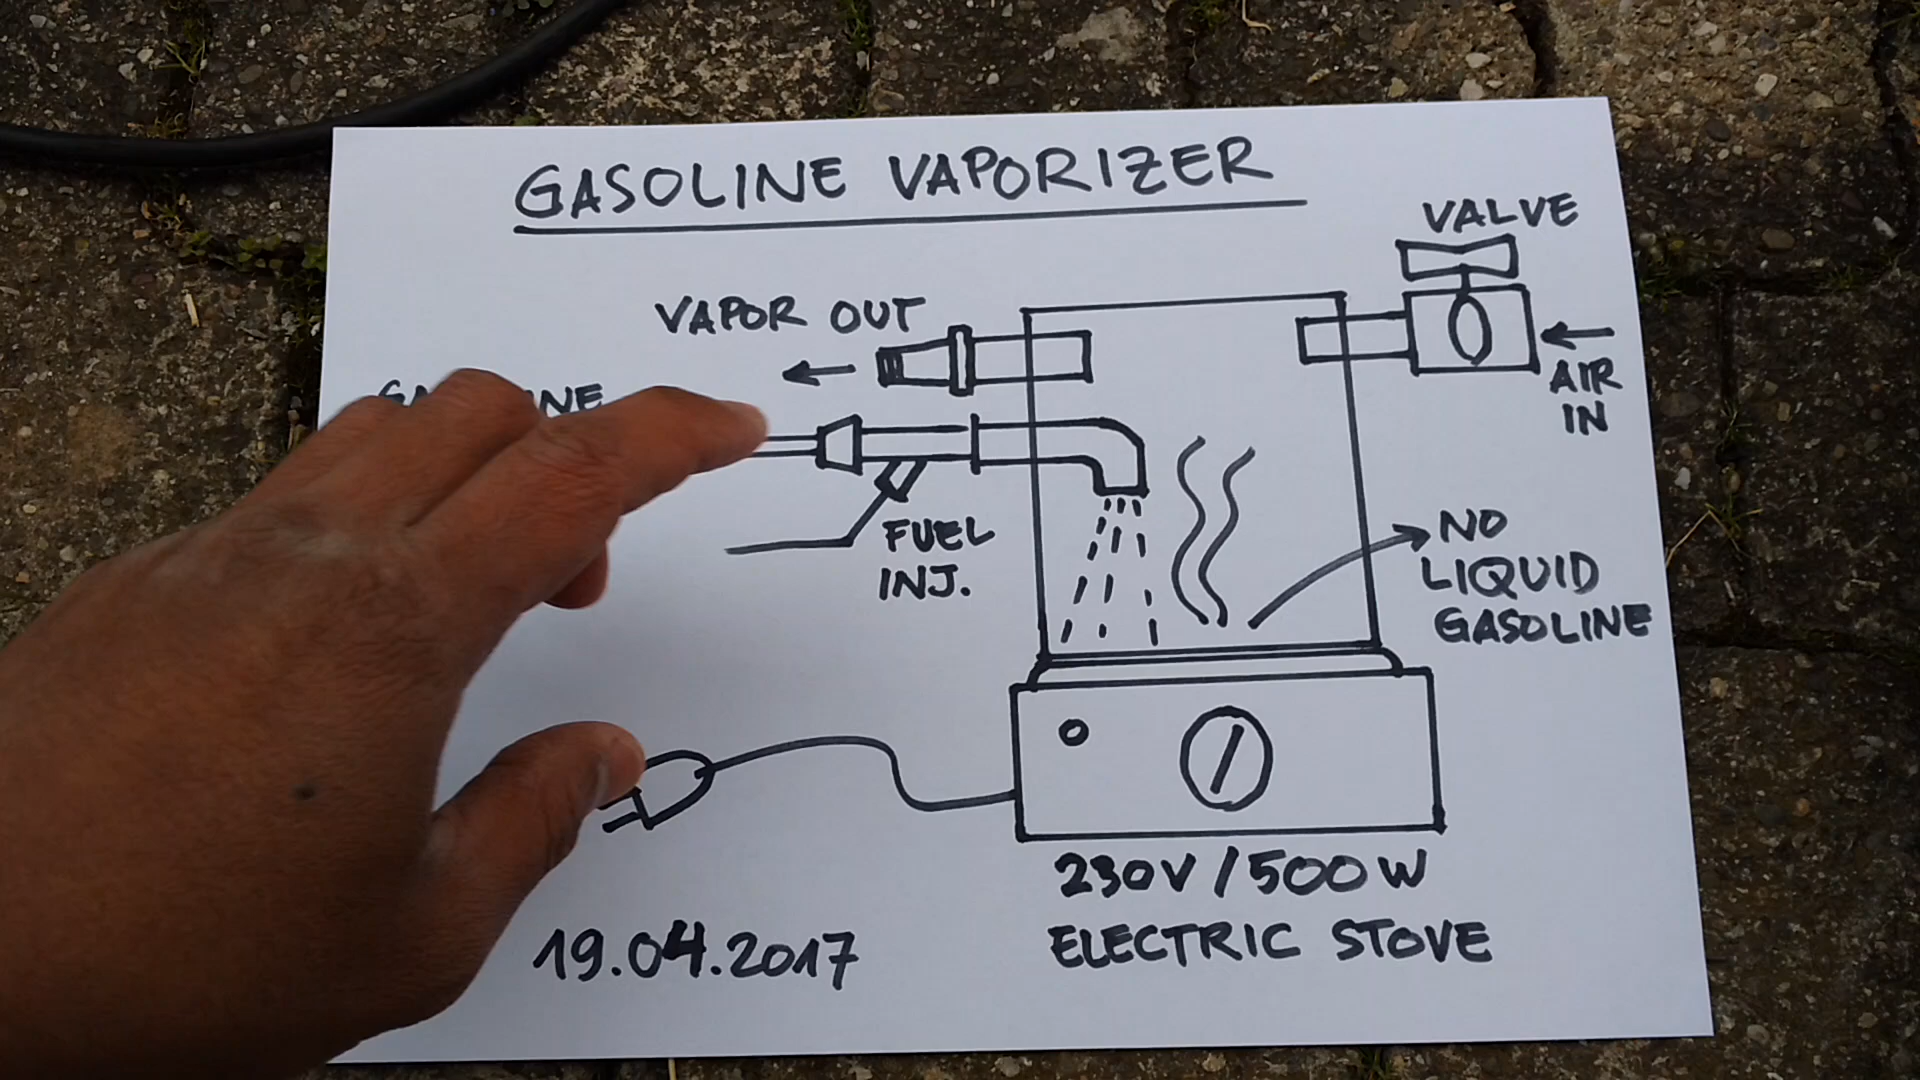 GASOLINE VAPORIZER
VALVE
VAPOR OUT
AIR
IN
FUEL
INJ.
NO
LIQUID
GASOLINE
230V/500W
ELECTRIC STOVE
19.04.2017